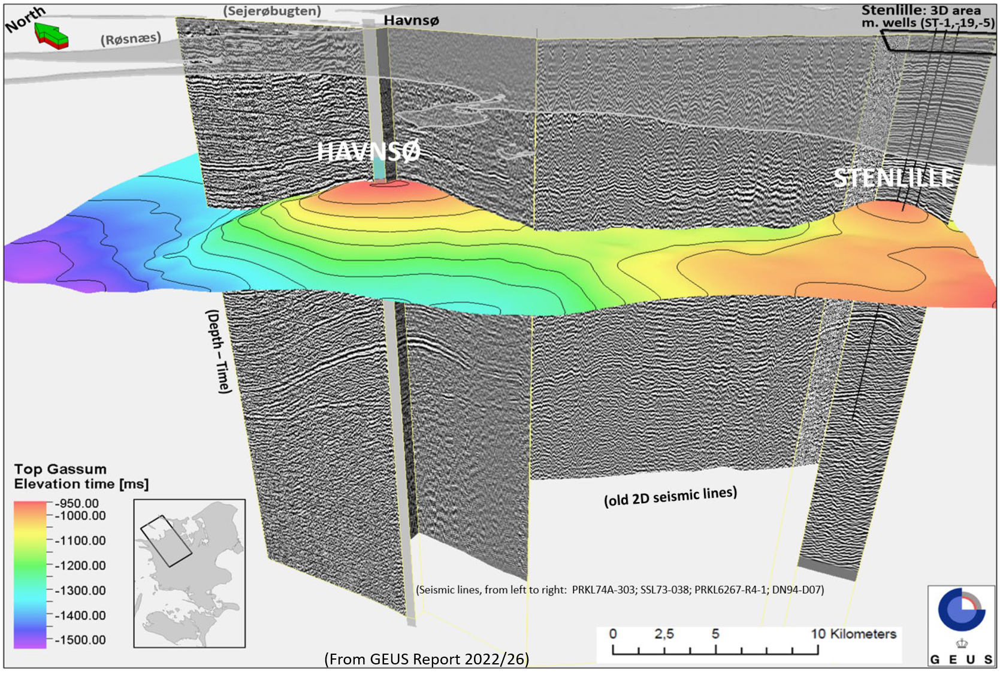 North
(Sejerøbugten)
(Røsnæs)
Havnsø
Stenlille: 3D area
m. wells (ST-1,-19,-5)
HAVNSØ
STENLILLE
(Depth – Time)
Top Gassum
Elevation time [ms]
-950.00
-1000.00
-1100.00
-1200.00
-1300.00
-1400.00
-1500.00
(old 2D seismic lines)
(Seismic lines, from left to right: PRKL74A-303; SSL73-038; PRKL6267-R4-1; DN94-D07)
0 2,5 5 10 Kilometers
(From GEUS Report 2022/26)
G E U S